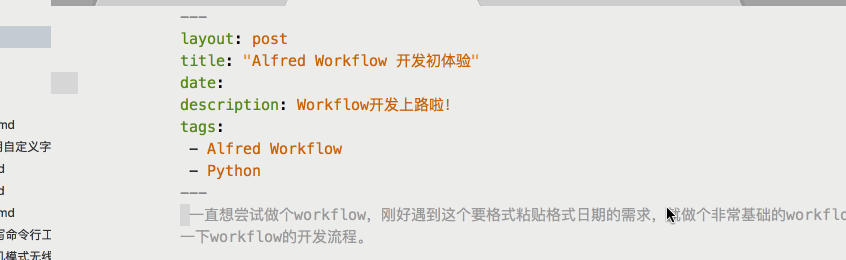 ---
layout: post
title: "Alfred Workflow 开发初体验"
date:
description: Workflow开发上路啦!
tags:
- Alfred Workflow
- Python
---
一直想尝试做个workflow，刚好遇到这个要格式粘贴格式日期的需求，就做个非常基础的workflo
一下workflow的开发流程。
md
自定义字
d
d
md
写命令行工
机模式无线